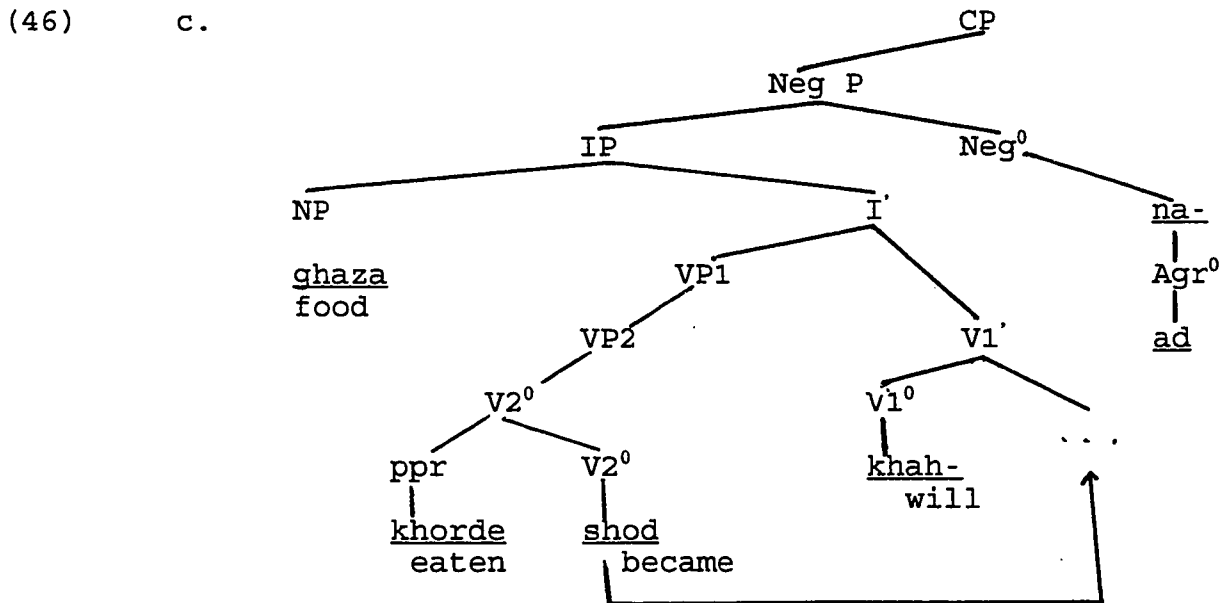 (46) c. CP
Neg P
IP Neg⁰
NP I' na-
ghaza VP1 Agr⁰
food
VP2 V1' ad
V2⁰ V1⁰ ....
ppr V2⁰ khah-
will
khorde shod
eaten became